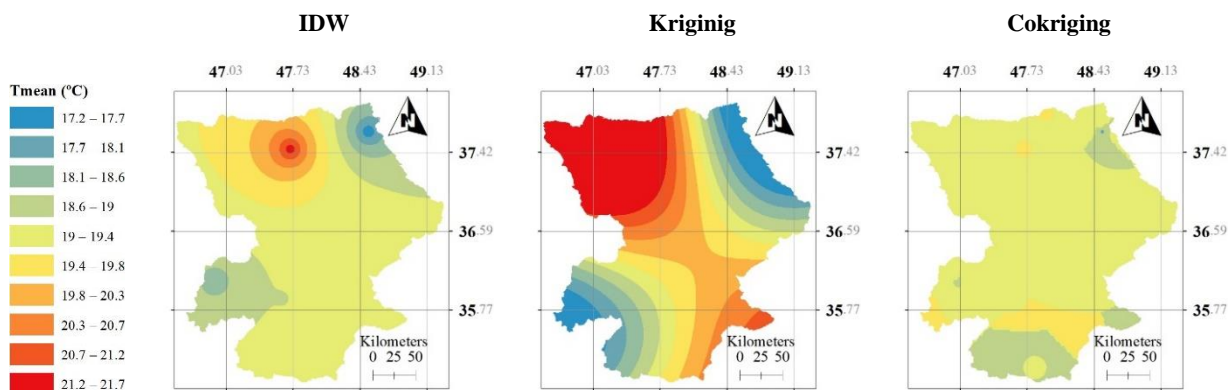 IDW
Kriginig
Cokriging
47.03 47.73 48.43 49.13
47.03 47.73 48.43 49.13
47.03 47.73 48.43 49.13
Tmean (ºC)
17.2 – 17.7
17.7 – 18.1
18.1 – 18.6
18.6 – 19
19 – 19.4
19.4 – 19.8
19.8 – 20.3
20.3 – 20.7
20.7 – 21.2
21.2 – 21.7
N
37.42
36.59
35.77
Kilometers
0 25 50
N
37.42
36.59
35.77
Kilometers
0 25 50
N
37.42
36.59
35.77
Kilometers
0 25 50